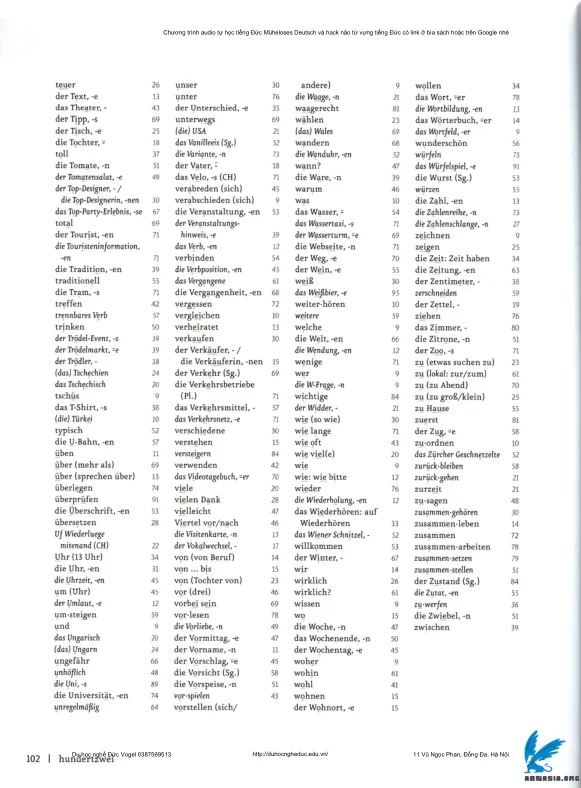 Chương trình audio tự học tiếng Đức Müheloses Deutsch và hack não từ vựng tiếng Đức có link ở bìa sách hoặc trên Google nhé
teuer 26
der Text, -e 13
das Theater, - 43
der Tipp, -s 69
der Tisch, -e 25
die Tochter, ¨ 18
toll 37
die Tomate, -n 51
der Tomatensalat, -e 49
der Top-Designer, - /
die Top-Designerin, -nen 30
das Top-Party-Erlebnis, -se 67
total 69
der Tourist, -en 71
die Touristeninformation,
-en 71
die Tradition, -en 39
traditionell 55
die Tram, -s 71
treffen 42
trennbares Verb 57
trinken 50
der Trödel-Event, -s 39
der Trödelmarkt, ¨e 39
der Trödler, - 38
(das) Tschechien 24
das Tschechisch 20
tschüs 9
das T-Shirt, -s 38
(die) Türkei 10
typisch 52
die U-Bahn, -en 57
üben 11
über (mehr als) 69
über (sprechen über) 13
überlegen 74
überprüfen 91
die Überschrift, -en 53
übersetzen 28
Uf Wiederluege
mitenand (CH) 22
Uhr (13 Uhr) 34
die Uhr, -en 31
die Uhrzeit, -en 45
um (Uhr) 45
der Umlaut, -e 12
um-steigen 59
und 9
das Ungarisch 20
(das) Ungarn 24
ungefähr 66
unhöflich 48
die Uni, -s 89
die Universität, -en 74
unregelmäßig 64
unser 30
unter 76
der Unterschied, -e 35
unterwegs 69
(die) USA 21
das Vanilleeis (Sg.) 52
die Variante, -n 73
der Vater, ¨ 18
das Velo, -s (CH) 71
verabreden (sich) 45
verabschieden (sich) 9
die Veranstaltung, -en 53
der Veranstaltungs-
hinweis, -e 39
das Verb, -en 12
verbinden 54
die Verbposition, -en 45
das Vergangene 61
die Vergangenheit, -en 68
vergessen 72
vergleichen 10
verheiratet 13
verkaufen 30
der Verkäufer, - /
die Verkäuferin, -nen 15
der Verkehr (Sg.) 69
die Verkehrsbetriebe
(Pl.) 71
das Verkehrsmittel, - 57
das Verkehrsnetz, -e 71
verschiedene 30
verstehen 15
versteigern 84
verwenden 42
das Videotagebuch, ¨er 70
viele 20
vielen Dank 28
vielleicht 47
Viertel vor/nach 46
die Visitenkarte, -n 13
der Vokalwechsel, - 17
von (von Beruf) 14
von ... bis 15
von (Tochter von) 23
vor (drei) 46
vorbei sein 69
vor-lesen 78
die Vorliebe, -n 49
der Vormittag, -e 47
der Vorname, -n 11
der Vorschlag, ¨e 45
die Vorsicht (Sg.) 58
die Vorspeise, -n 51
vor-spielen 43
vorstellen (sich/
andere) 9
die Waage, -n 21
waagerecht 81
wählen 69
(das) Wales 21
wandern 68
die Wanduhr, -en 32
wann? 47
die Ware, -n 39
warum 46
was 10
das Wasser, ¨ 54
das Wassertaxi, -s 71
der Wasserturm, ¨e 69
die Webseite, -n 71
der Weg, -e 70
der Wein, -e 55
weiß 30
das Weißbier, -e 95
weiter-hören 10
weitere 59
welche 9
die Welt, -en 66
die Wendung, -en 12
wenige 71
wer 9
die W-Frage, -n 9
wichtige 84
der Widder, - 21
wie (so wie) 30
wie lange 71
wie oft 43
wie viel(e) 20
wie 9
wie: wie bitte 12
wieder 76
die Wiederholung, -en 12
das Wiederhören: auf
Wiederhören 33
das Wiener Schnitzel, - 52
willkommen 53
der Winter, - 67
wir 14
wirklich 26
wirklich? 61
wissen 9
wo 15
die Woche, -n 47
das Wochenende, -n 50
der Wochentag, -e 45
woher 9
wohin 61
wohl 41
wohnen 15
der Wohnort, -e 15
wollen 34
das Wort, ¨er 78
die Wortbildung, -en 13
das Wörterbuch, ¨er 14
das Wortfeld, -er 9
wunderschön 56
würfeln 73
das Würfelspiel, -e 91
die Wurst (Sg.) 53
würzen 55
die Zahl, -en 13
die Zahlenreihe, -n 73
die Zahlenschlange, -n 27
zeichnen 9
zeigen 25
die Zeit: Zeit haben 34
die Zeitung, -en 63
der Zentimeter, - 38
zerschneiden 59
der Zettel, - 19
ziehen 76
das Zimmer, - 80
die Zitrone, -n 51
der Zoo, -s 71
zu (etwas suchen zu) 23
zu (lokal: zur/zum) 61
zu (zu Abend) 70
zu (zu groß/klein) 25
zu Hause 55
zuerst 81
der Zug, ¨e 58
zu-ordnen 10
das Zürcher Geschnetzelte 52
zurück-bleiben 58
zurück-gehen 21
zurzeit 21
zu-sagen 48
zusammen-gehören 30
zusammen-leben 14
zusammen 72
zusammen-arbeiten 78
zusammen-setzen 79
zusammen-stellen 51
der Zustand (Sg.) 84
die Zutat, -en 55
zu-werfen 36
die Zwiebel, -n 51
zwischen 39
102 | hundertzwei
Du học nghề Đức Vogel 0387569513
http://duhocngheduc.edu.vn/
11 Vũ Ngọc Phan, Đống Đa, Hà Nội
ABWASIA.ORG